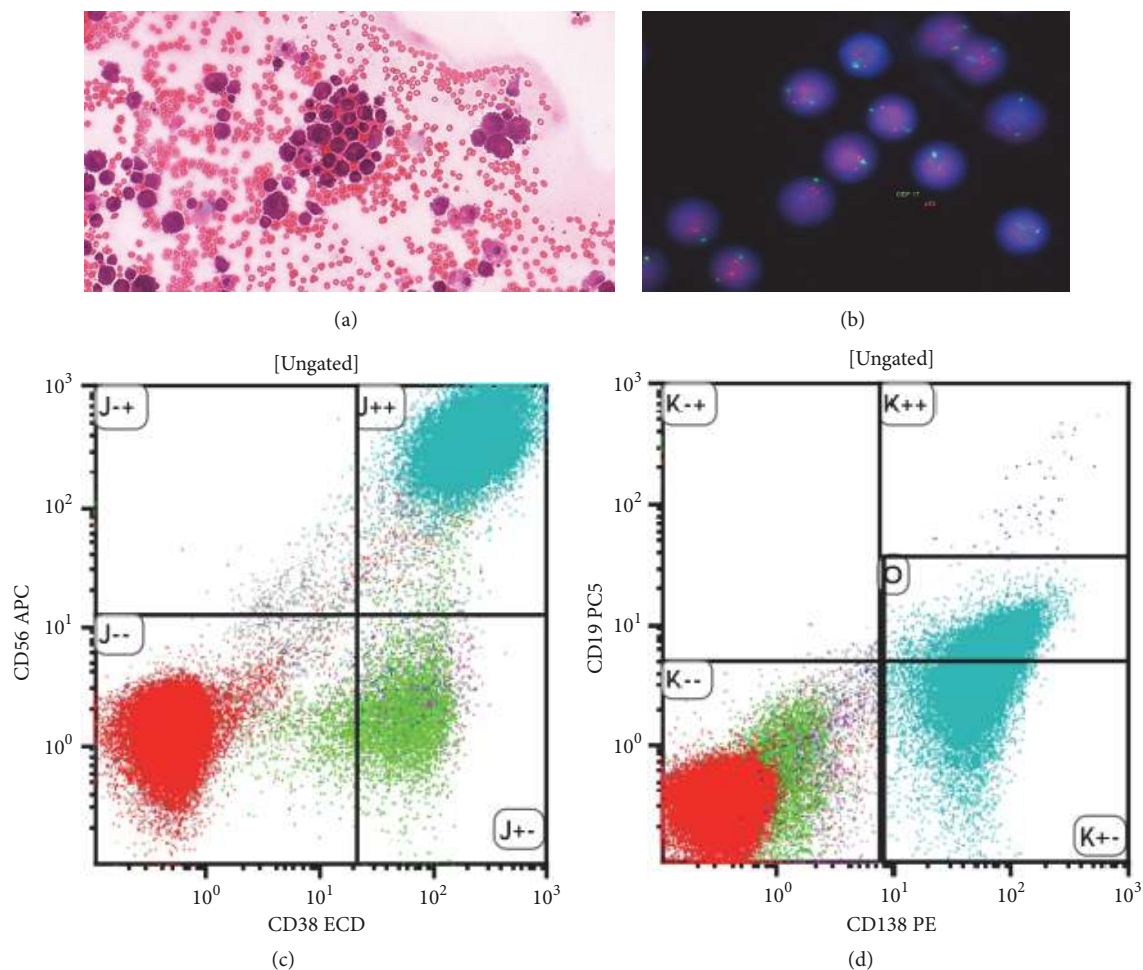 (a)
(b)
CEP 17
p53
[Ungated]
J-+
J++
J--
J+-
10³
10²
10¹
10⁰
CD56 APC
10⁰
10¹
10²
10³
CD38 ECD
(c)
[Ungated]
K-+
K++
O
K--
K+-
10³
10²
10¹
10⁰
CD19 PC5
10⁰
10¹
10²
10³
CD138 PE
(d)